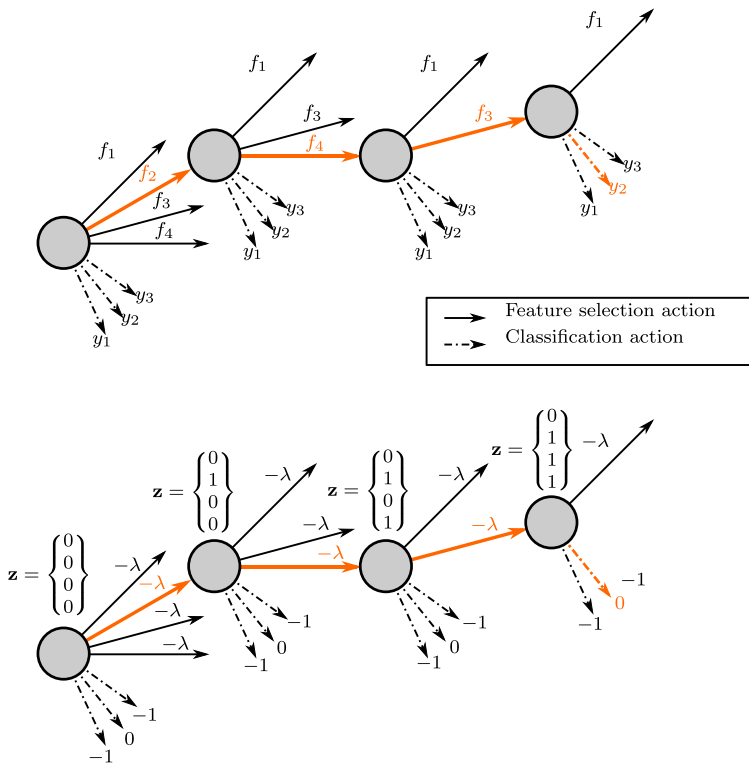 f₁
f₁
f₁
f₃
f₄
f₃
y₃
y₂
y₁
f₁
f₂
f₃
f₄
y₃
y₂
y₁
y₃
y₂
y₁
y₃
y₂
y₁
Feature selection action
Classification action
z = {0 1 1 1}
−λ
z = {0 1 0 0}
−λ
z = {0 1 0 1}
−λ
−λ
−λ
−1
0
−1
z = {0 0 0 0}
−λ
−λ
−λ
−λ
−1
0
−1
−1
0
−1
−1
0
−1